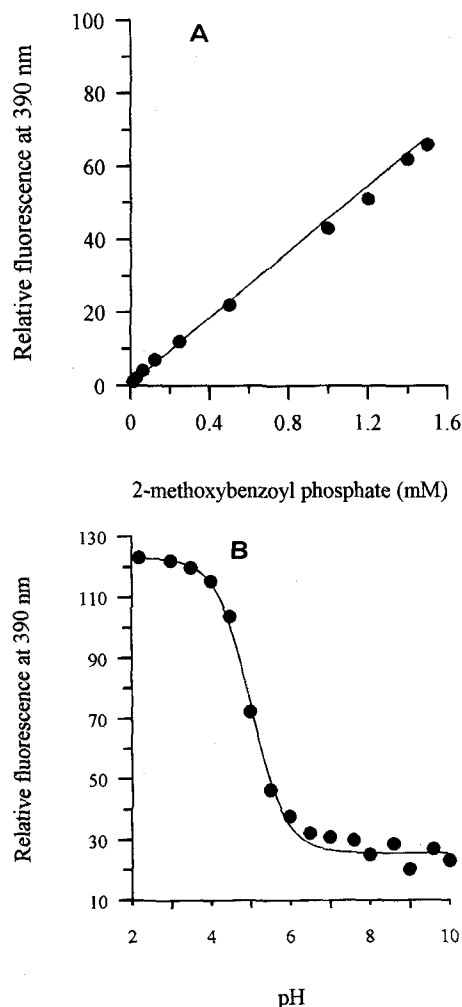 A
Relative fluorescence at 390 nm
100
80
60
40
20
0
0 0.4 0.8 1.2 1.6
2-methoxybenzoyl phosphate (mM)
B
Relative fluorescence at 390 nm
130
110
90
70
50
30
10
2 4 6 8 10
pH